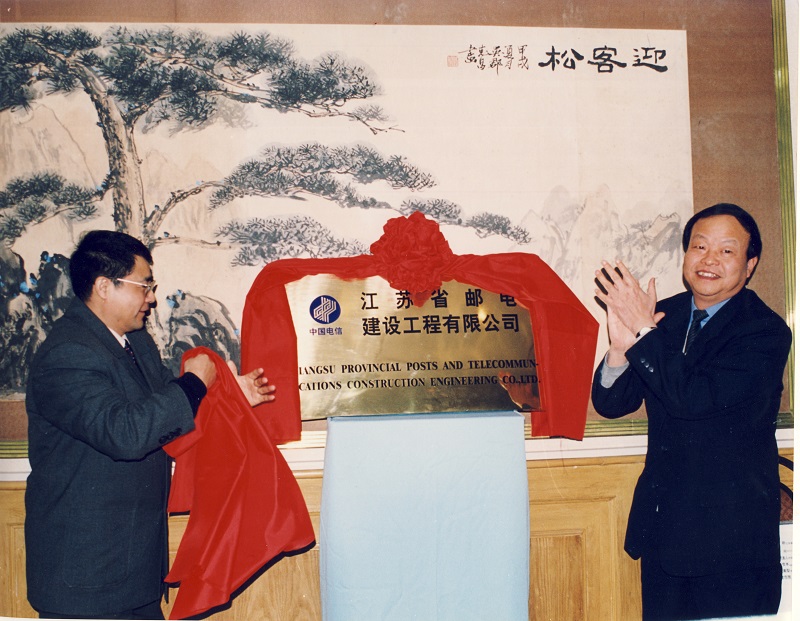 迎客松
中国电信
江苏省邮电
建设工程有限公司
IANGSU PROVINCIAL POSTS AND TELECOMMUN-
CATIONS CONSTRUCTION ENGINEERING CO.,LTD.